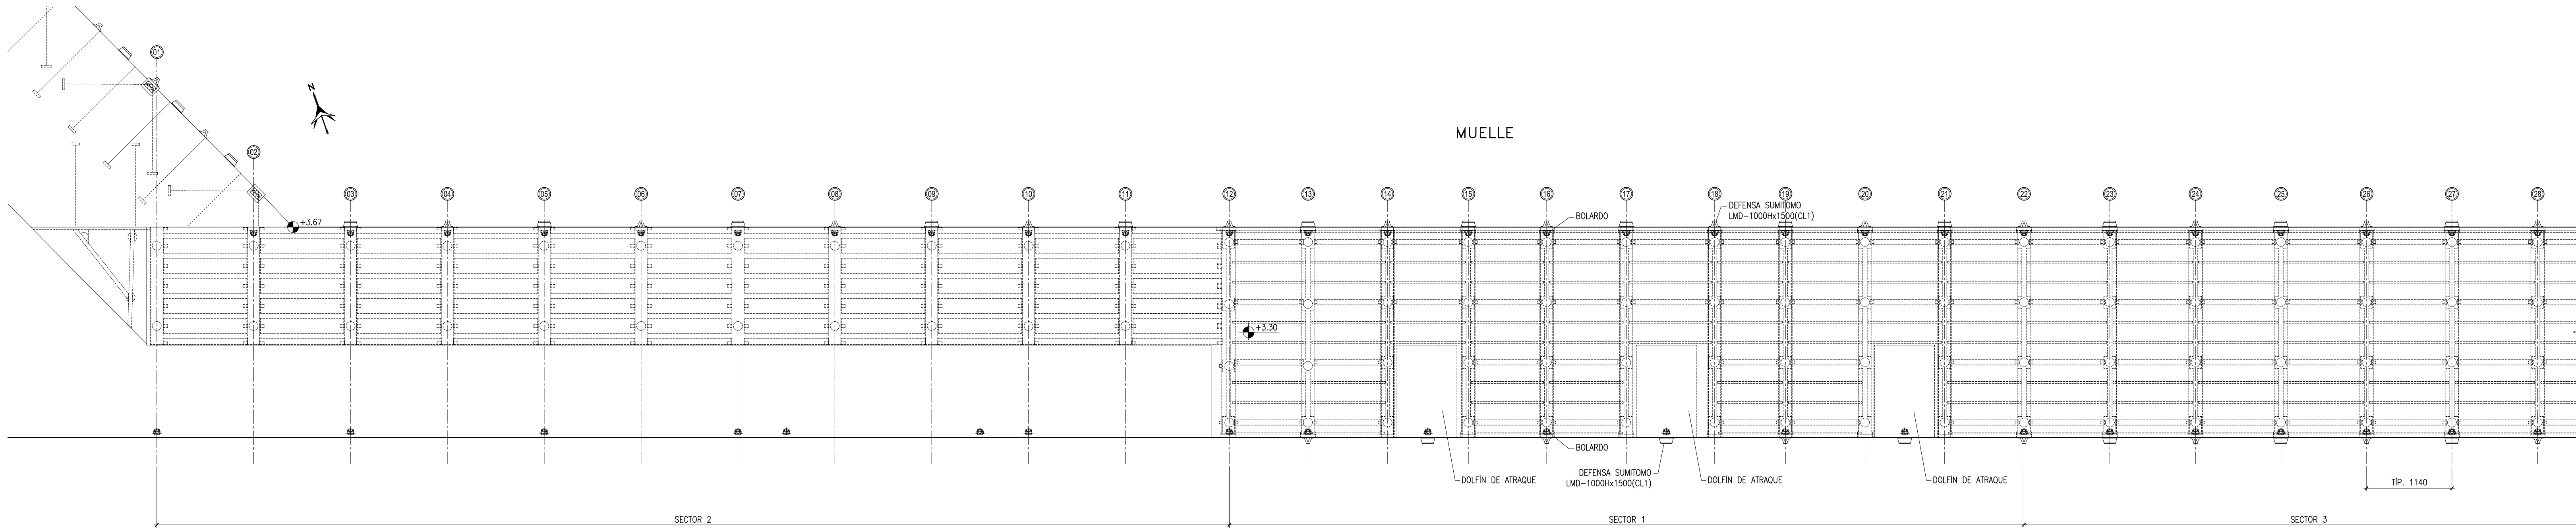 01
N
MUELLE
02
03
04
05
06
07
08
09
10
11
12
13
14
15
16
17
18
19
20
21
22
23
24
25
26
27
28
DEFENSA SUMITOMO
LMD-1000Hx1500(CL1)
BOLARDO
+3.67
+3.30
BOLARDO
DEFENSA SUMITOMO
LMD-1000Hx1500(CL1)
DOLFÍN DE ATRAQUE
DOLFÍN DE ATRAQUE
DOLFÍN DE ATRAQUE
TÍP. 1140
SECTOR 2
SECTOR 1
SECTOR 3